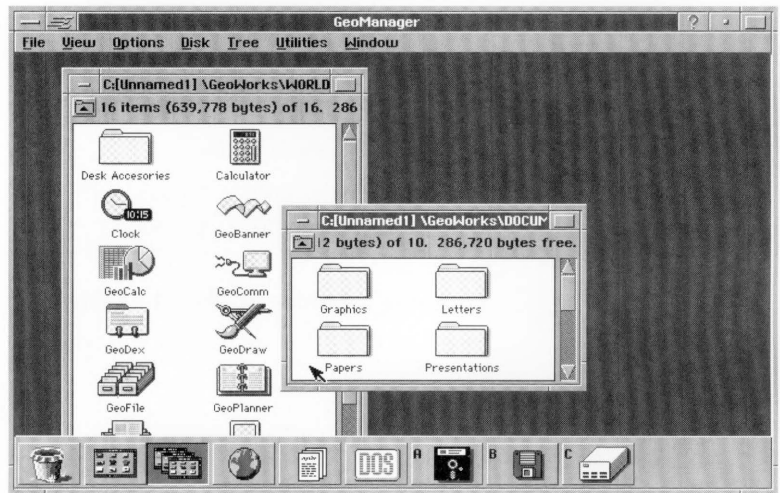 GeoManager
?
File View Options Disk Tree Utilities Window
C:[Unnamed1] \GeoWorks\WORLD
16 items (639,778 bytes) of 16. 286
Desk Accesories Calculator
10:15
Clock GeoBanner
GeoCalc GeoComm
GeoDex GeoDraw
GeoFile GeoPlanner
C:[Unnamed1] \GeoWorks\DOCUM
2 bytes) of 10. 286,720 bytes free.
Graphics Letters
Papers Presentations
DOS A B C